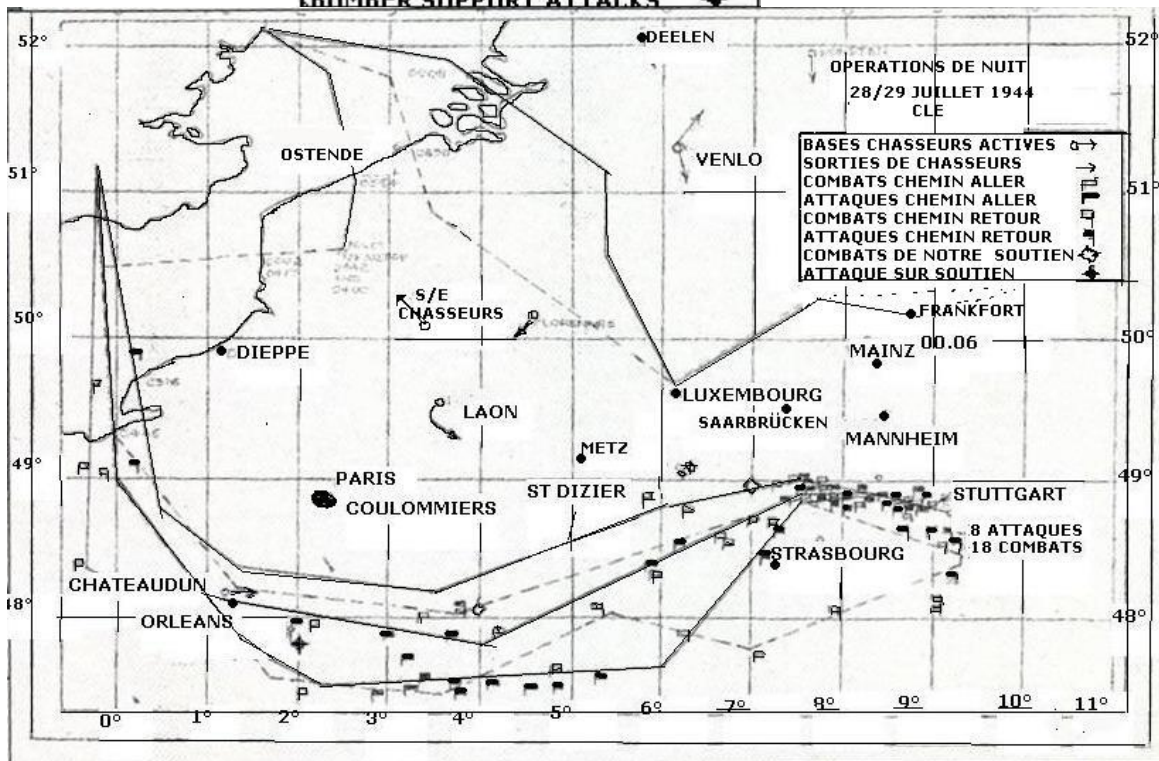 BOMBER SUPPORT ATTACKS
52°
52°
DEELEN
OPERATIONS DE NUIT
28/29 JUILLET 1944
CLE
BASES CHASSEURS ACTIVES
SORTIES DE CHASSEURS
COMBATS CHEMIN ALLER
ATTAQUES CHEMIN ALLER
COMBATS CHEMIN RETOUR
ATTAQUES CHEMIN RETOUR
COMBATS DE NOTRE SOUTIEN
ATTAQUE SUR SOUTIEN
OSTENDE
VENLO
51°
51°
S/E
CHASSEURS
FLORENNES
FRANKFORT
50°
50°
00.06
DIEPPE
MAINZ
LUXEMBOURG
SAARBRÜCKEN
LAON
MANNHEIM
METZ
49°
49°
PARIS
ST DIZIER
COULOMMIERS
STUTTGART
8 ATTAQUES
18 COMBATS
STRASBOURG
CHATEAUDUN
48°
48°
ORLEANS
0° 1° 2° 3° 4° 5° 6° 7° 8° 9° 10° 11°